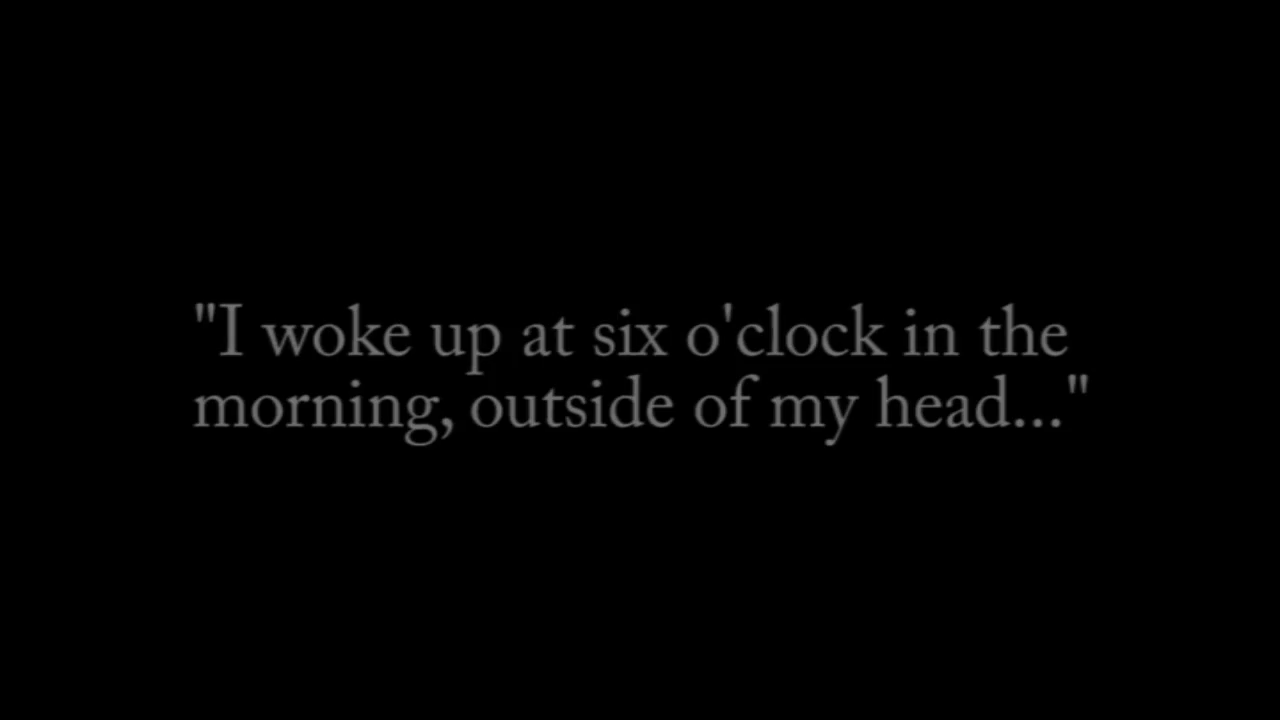 "I woke up at six o'clock in the
morning, outside of my head..."